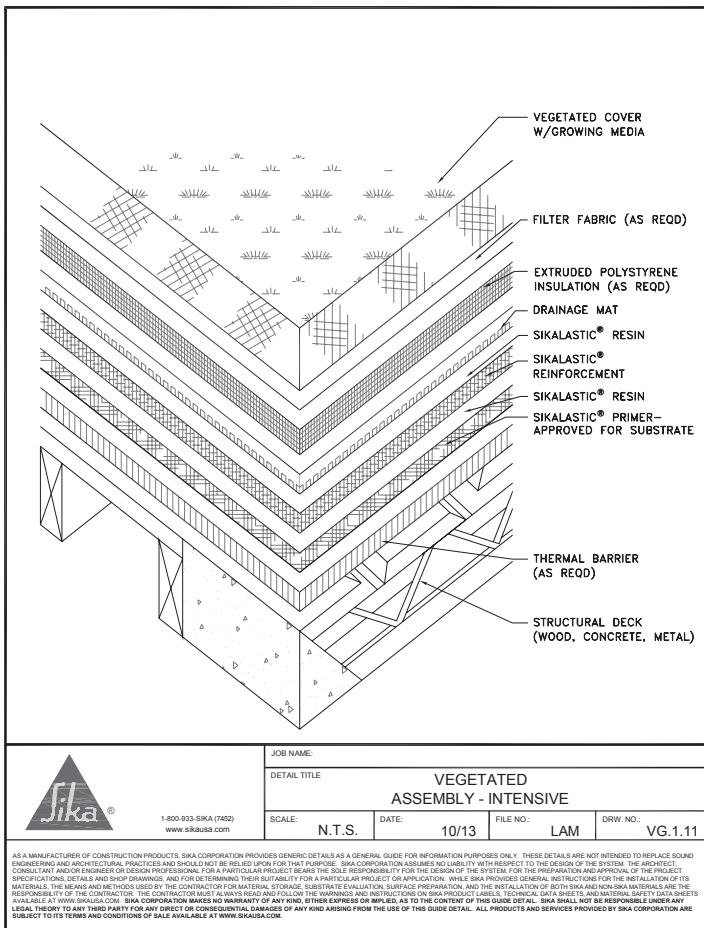 VEGETATED COVER
W/GROWING MEDIA
FILTER FABRIC (AS REQD)
EXTRUDED POLYSTYRENE
INSULATION (AS REQD)
DRAINAGE MAT
SIKALASTIC® RESIN
SIKALASTIC®
REINFORCEMENT
SIKALASTIC® RESIN
SIKALASTIC® PRIMER-
APPROVED FOR SUBSTRATE
THERMAL BARRIER
(AS REQD)
STRUCTURAL DECK
(WOOD, CONCRETE, METAL)
Sika®
1-800-933-SIKA (7452)
www.sikausa.com
JOB NAME:
DETAIL TITLE
VEGETATED
ASSEMBLY - INTENSIVE
SCALE: N.T.S.
DATE: 10/13
FILE NO.: LAM
DRW. NO.: VG.1.11
AS A MANUFACTURER OF CONSTRUCTION PRODUCTS, SIKA CORPORATION PROVIDES GENERIC DETAILS AS A GENERAL GUIDE FOR INFORMATION PURPOSES ONLY. THESE DETAILS ARE NOT INTENDED TO REPLACE SOUND
ENGINEERING AND ARCHITECTURAL PRACTICES AND SHOULD NOT BE RELIED UPON FOR THAT PURPOSE. SIKA CORPORATION ASSUMES NO LIABILITY WITH RESPECT TO THE DESIGN OF THE SYSTEM. THE ARCHITECT,
CONSULTANT AND/OR ENGINEER OR DESIGN PROFESSIONAL FOR A PARTICULAR PROJECT BEARS THE SOLE RESPONSIBILITY FOR THE DESIGN OF THE SYSTEM, FOR THE PREPARATION AND APPROVAL OF THE PROJECT
SPECIFICATIONS, DETAILS AND SHOP DRAWINGS, AND FOR DETERMINING THEIR SUITABILITY FOR A PARTICULAR PROJECT OR APPLICATION. WHILE SIKA PROVIDES GENERAL INSTRUCTIONS FOR THE INSTALLATION OF ITS
MATERIALS, THE MEANS AND METHODS USED BY THE CONTRACTOR FOR MATERIAL STORAGE, SUBSTRATE EVALUATION, SURFACE PREPARATION, AND THE INSTALLATION OF BOTH SIKA AND NON-SIKA MATERIALS ARE THE
RESPONSIBILITY OF THE CONTRACTOR. THE CONTRACTOR MUST ALWAYS READ AND FOLLOW THE WARNINGS AND INSTRUCTIONS ON SIKA PRODUCT LABELS, TECHNICAL DATA SHEETS, AND MATERIAL SAFETY DATA SHEETS
AVAILABLE AT WWW.SIKAUSA.COM. SIKA CORPORATION MAKES NO WARRANTY OF ANY KIND, EITHER EXPRESS OR IMPLIED, AS TO THE CONTENT OF THIS GUIDE DETAIL. SIKA SHALL NOT BE RESPONSIBLE UNDER ANY
LEGAL THEORY TO ANY THIRD PARTY FOR ANY DIRECT OR CONSEQUENTIAL DAMAGES OF ANY KIND ARISING FROM THE USE OF THIS GUIDE DETAIL. ALL PRODUCTS AND SERVICES PROVIDED BY SIKA CORPORATION ARE
SUBJECT TO ITS TERMS AND CONDITIONS OF SALE AVAILABLE AT WWW.SIKAUSA.COM.